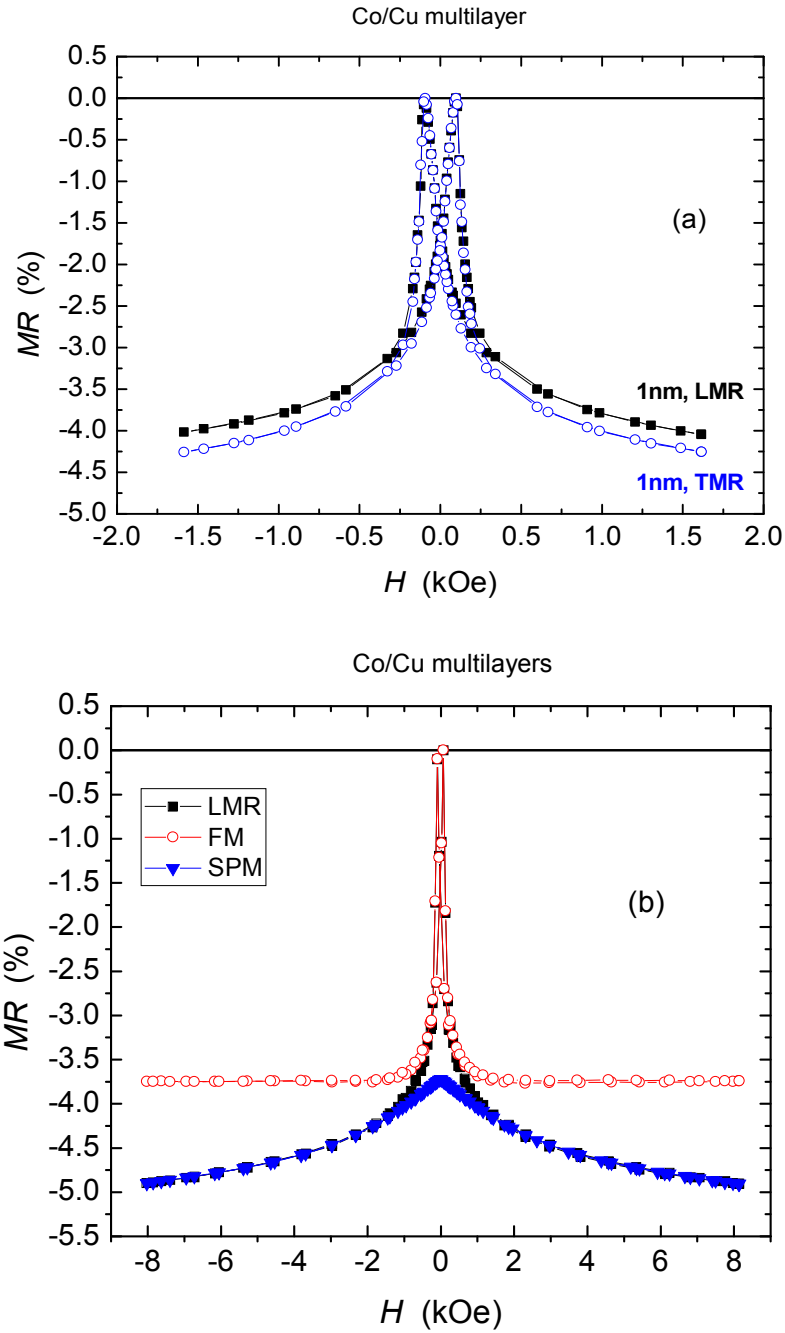 Co/Cu multilayer
0.5
0.0
-0.5
-1.0
-1.5
-2.0
-2.5
-3.0
-3.5
-4.0
-4.5
-5.0
MR (%)
(a)
1nm, LMR
1nm, TMR
-2.0 -1.5 -1.0 -0.5 0.0 0.5 1.0 1.5 2.0
H (kOe)
Co/Cu multilayers
0.5
0.0
-0.5
-1.0
-1.5
-2.0
-2.5
-3.0
-3.5
-4.0
-4.5
-5.0
-5.5
MR (%)
LMR
FM
SPM
(b)
-8 -6 -4 -2 0 2 4 6 8
H (kOe)